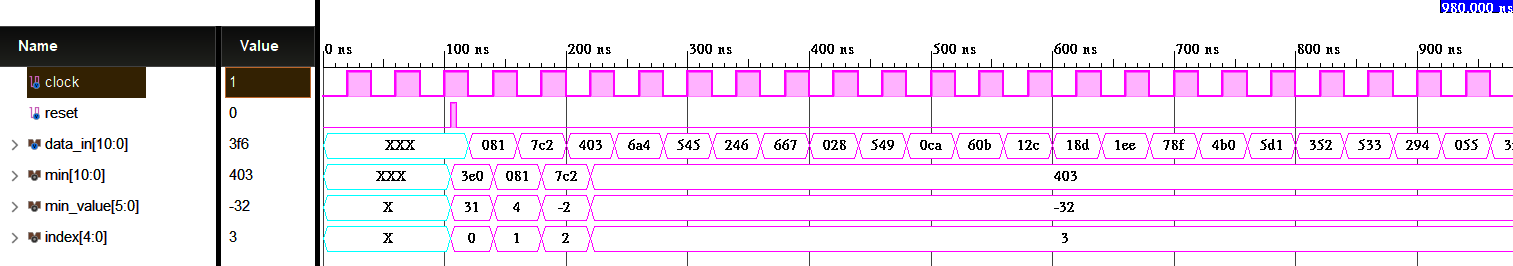 980.000 ns
Name Value
0 ns 100 ns 200 ns 300 ns 400 ns 500 ns 600 ns 700 ns 800 ns 900 ns
clock 1
reset 0
data_in[10:0] 3f6 XXX 081 7c2 403 6a4 545 246 667 028 549 0ca 60b 12c 18d 1ee 78f 4b0 5d1 352 533 294 055
min[10:0] 403 XXX 3e0 081 7c2 403
min_value[5:0] -32 X 31 4 -2 -32
index[4:0] 3 X 0 1 2 3